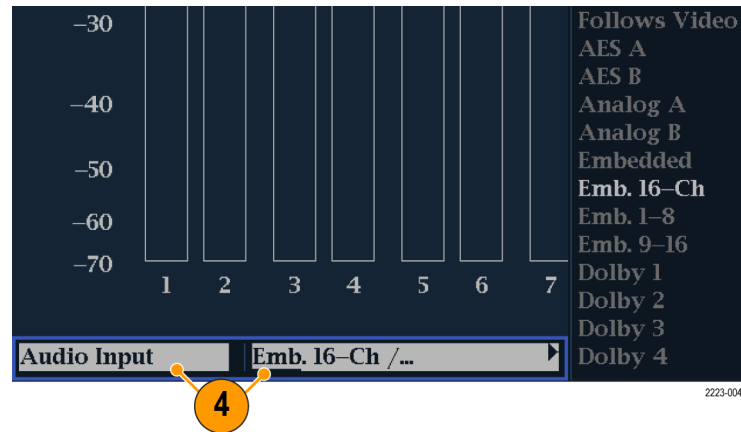 –30
–40
–50
–60
–70
1 2 3 4 5 6 7
Follows Video
AES A
AES B
Analog A
Analog B
Embedded
Emb. 16–Ch
Emb. 1–8
Emb. 9–16
Dolby 1
Dolby 2
Dolby 3
Dolby 4
Audio Input
Emb. 16–Ch /...
4
2223-004